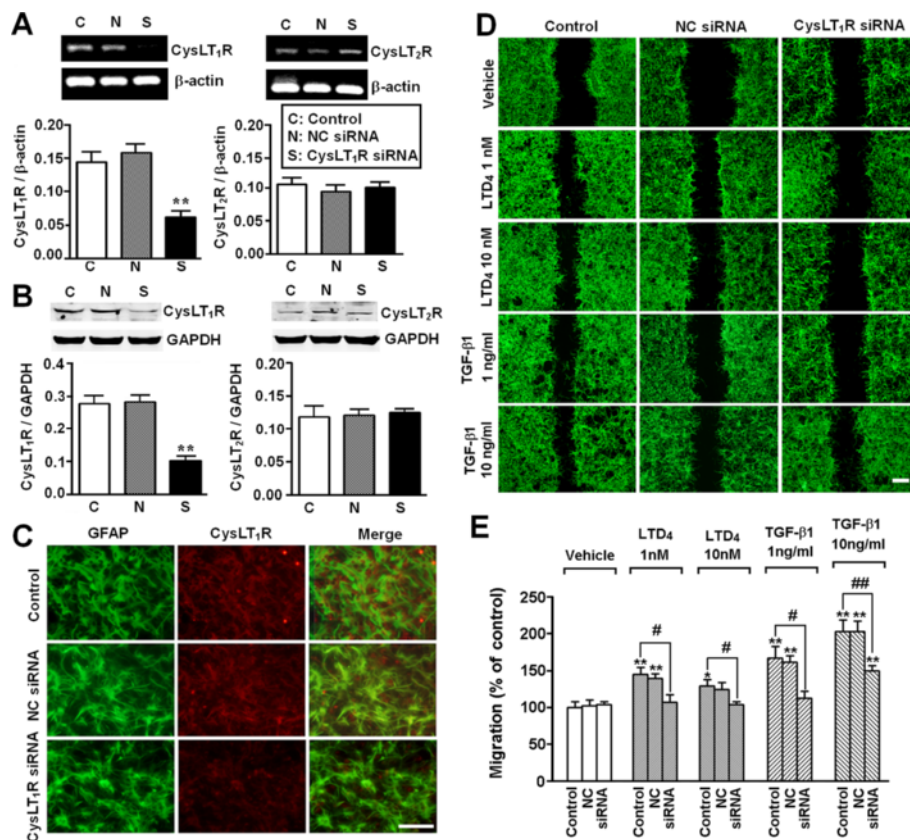 A
C N S
CysLT1R
β-actin
CysLT1R / β-actin
0.20
0.15
0.10
0.05
0.00
**
C N S
C N S
CysLT2R
β-actin
C: Control
N: NC siRNA
S: CysLT1R siRNA
CysLT2R / β-actin
0.20
0.15
0.10
0.05
0.00
C N S
B
C N S
CysLT1R
GAPDH
CysLT1R / GAPDH
0.4
0.3
0.2
0.1
0.0
**
C N S
C N S
CysLT2R
GAPDH
CysLT2R / GAPDH
0.20
0.15
0.10
0.05
0.00
C N S
C
GFAP CysLT1R Merge
Control
NC siRNA
CysLT1R siRNA
D
Control NC siRNA CysLT1R siRNA
Vehicle
LTD4 1 nM
LTD4 10 nM
TGF-β1
1 ng/ml
TGF-β1
10 ng/ml
E
Vehicle
LTD4
1nM
LTD4
10nM
TGF-β1
1ng/ml
TGF-β1
10ng/ml
Migration (% of control)
250
200
150
100
50
0
** ** #
* #
** ** #
** ** ## **
Control NC siRNA
Control NC siRNA
Control NC siRNA
Control NC siRNA
Control NC siRNA